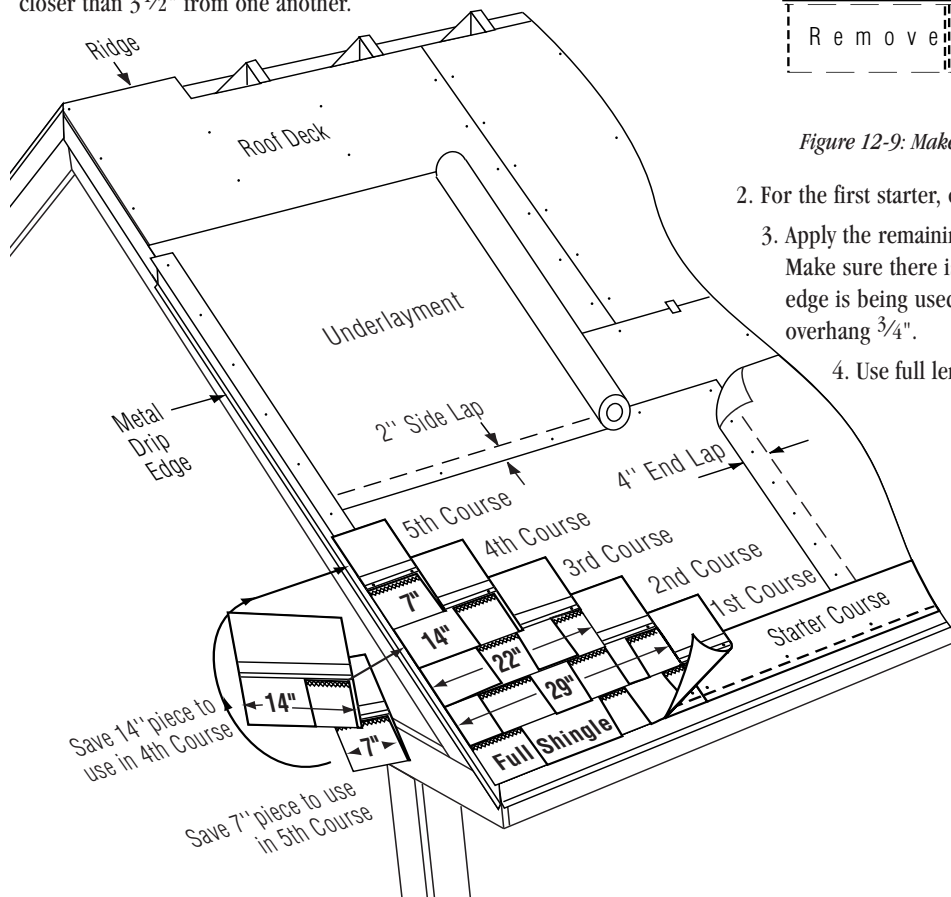 closer than 3 1⁄2" from one another.
Ridge
Roof Deck
Underlayment
Metal
Drip
Edge
2'' Side Lap
4'' End Lap
5th Course
4th Course
3rd Course
2nd Course
1st Course
Starter Course
7"
14"
22"
29"
Full Shingle
14"
7"
Save 14'' piece to
use in 4th Course
Save 7'' piece to use
in 5th Course
Remove
Figure 12-9: Make
2. For the first starter,
3. Apply the
Make sure there is
edge is being used
overhang 3⁄4".
4. Use full